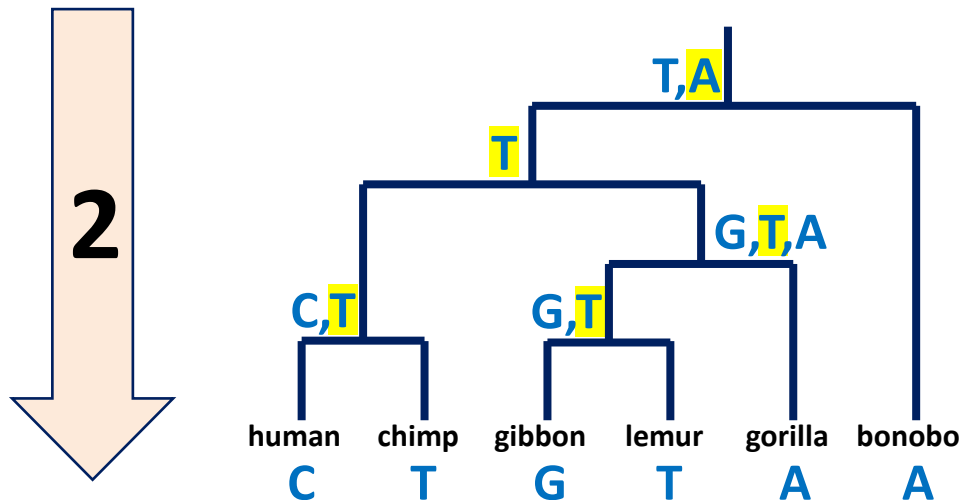 T,A
T
2
G,T,A
C,T
G,T
human chimp gibbon lemur gorilla bonobo
C T G T A A